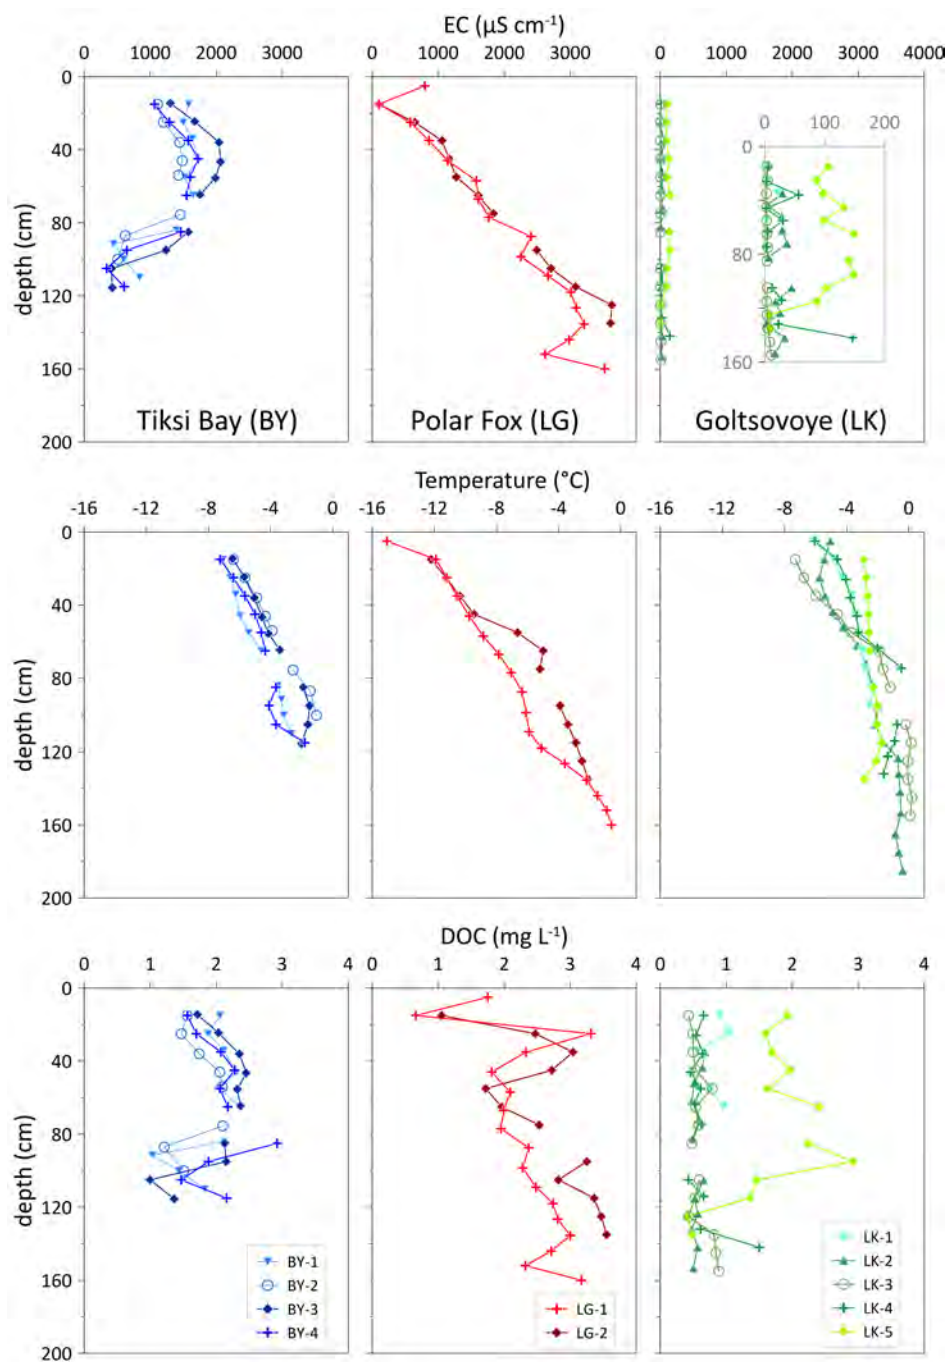 EC (µS cm⁻¹)
0 1000 2000 3000 0 1000 2000 3000 0 1000 2000 3000 4000
0
40
80
120
160
200
depth (cm)
0 100 200
0
80
160
Tiksi Bay (BY) Polar Fox (LG) Goltsovoye (LK)
Temperature (°C)
-16 -12 -8 -4 0 -16 -12 -8 -4 0 -16 -12 -8 -4 0
0
40
80
120
160
200
depth (cm)
DOC (mg L⁻¹)
0 1 2 3 4 0 1 2 3 4 0 1 2 3 4
0
40
80
120
160
200
depth (cm)
BY-1
BY-2
BY-3
BY-4
LG-1
LG-2
LK-1
LK-2
LK-3
LK-4
LK-5